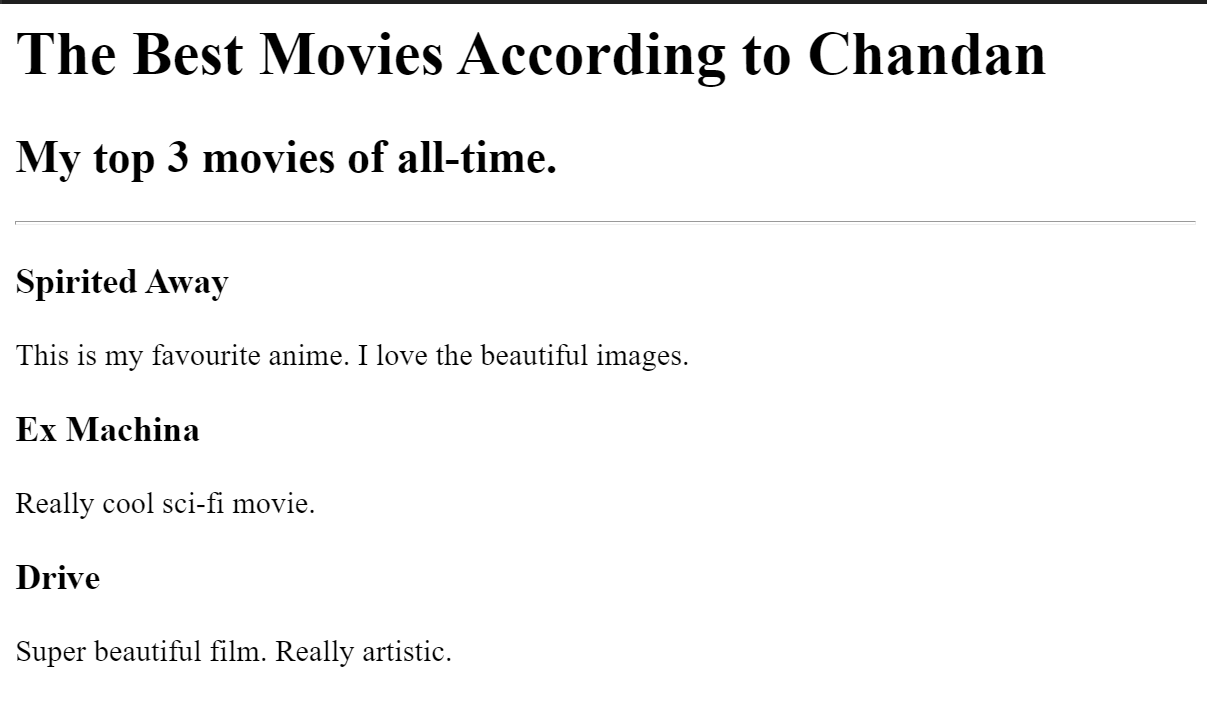 The Best Movies According to Chandan
My top 3 movies of all-time.
Spirited Away
This is my favourite anime. I love the beautiful images.
Ex Machina
Really cool sci-fi movie.
Drive
Super beautiful film. Really artistic.